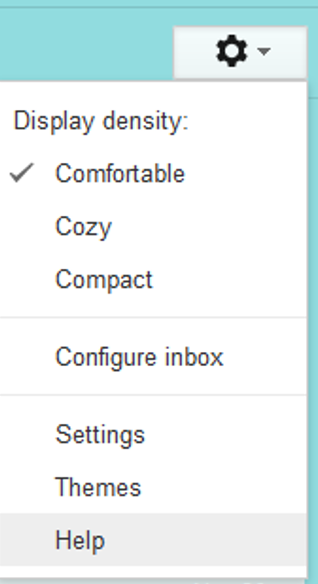 Display density:
Comfortable
Cozy
Compact
Configure inbox
Settings
Themes
Help